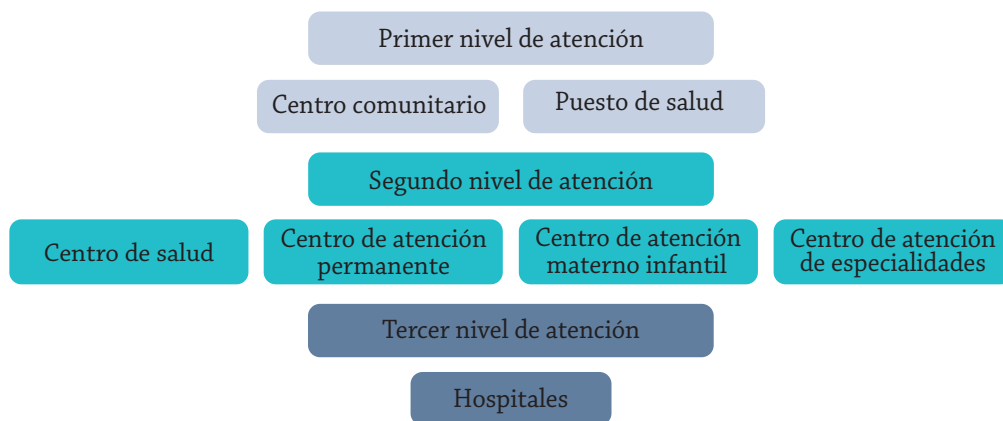 Primer nivel de atención
Centro comunitario
Puesto de salud
Segundo nivel de atención
Centro de salud
Centro de atención
permanente
Centro de atención
materno infantil
Centro de atención
de especialidades
Tercer nivel de atención
Hospitales